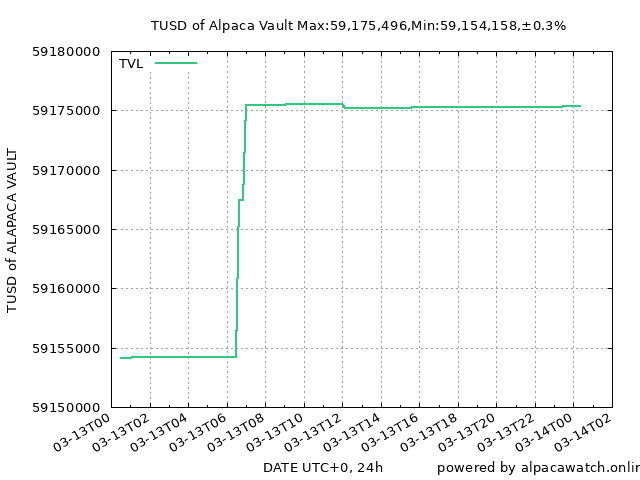 TUSD of Alpaca Vault Max:59,175,496,Min:59,154,158,±0.3%
TVL
59180000
59175000
59170000
59165000
59160000
59155000
59150000
TUSD of ALAPACA VAULT
03-13T00
03-13T02
03-13T04
03-13T06
03-13T08
03-13T10
03-13T12
03-13T14
03-13T16
03-13T18
03-13T20
03-13T22
03-14T00
03-14T02
DATE UTC+0, 24h
powered by alpacawatch.onlin